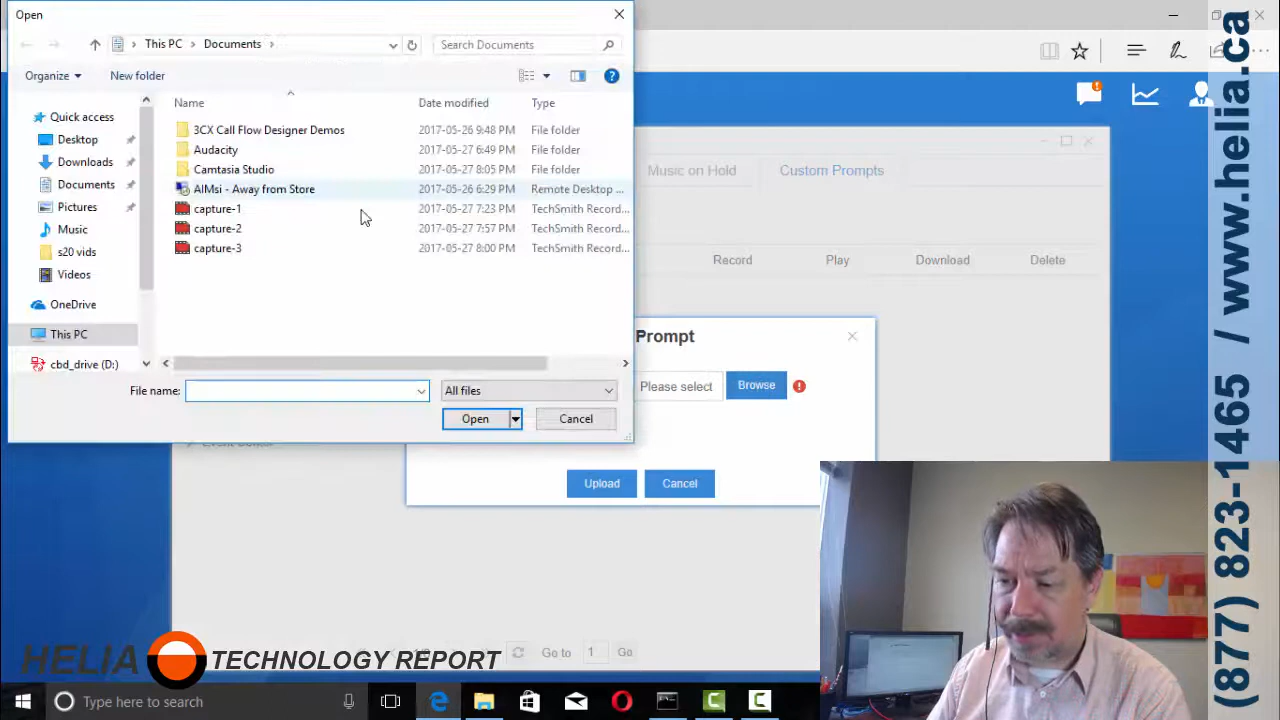 Open
This PC
Documents
Search Documents
Organize
New folder
Name
Date modified
Type
Quick access
Desktop
Downloads
Documents
Pictures
Music
s20 vids
Videos
OneDrive
This PC
cbd_drive (D:)
3CX Call Flow Designer Demos 2017-05-26 9:48 PM File folder
Audacity 2017-05-27 6:49 PM File folder
Camtasia Studio 2017-05-27 8:05 PM File folder
AIMsi - Away from Store 2017-05-26 6:29 PM Remote Desktop ...
capture-1 2017-05-27 7:23 PM TechSmith Record...
capture-2 2017-05-27 7:57 PM TechSmith Record...
capture-3 2017-05-27 8:00 PM TechSmith Record...
File name:
All files
Open
Cancel
Music on Hold
Custom Prompts
Record Play Download Delete
Prompt
Please select
Browse
Upload
Cancel
Go to 1 Go
HELIA TECHNOLOGY REPORT
Type here to search
(877) 823-1465 / www.helia.ca